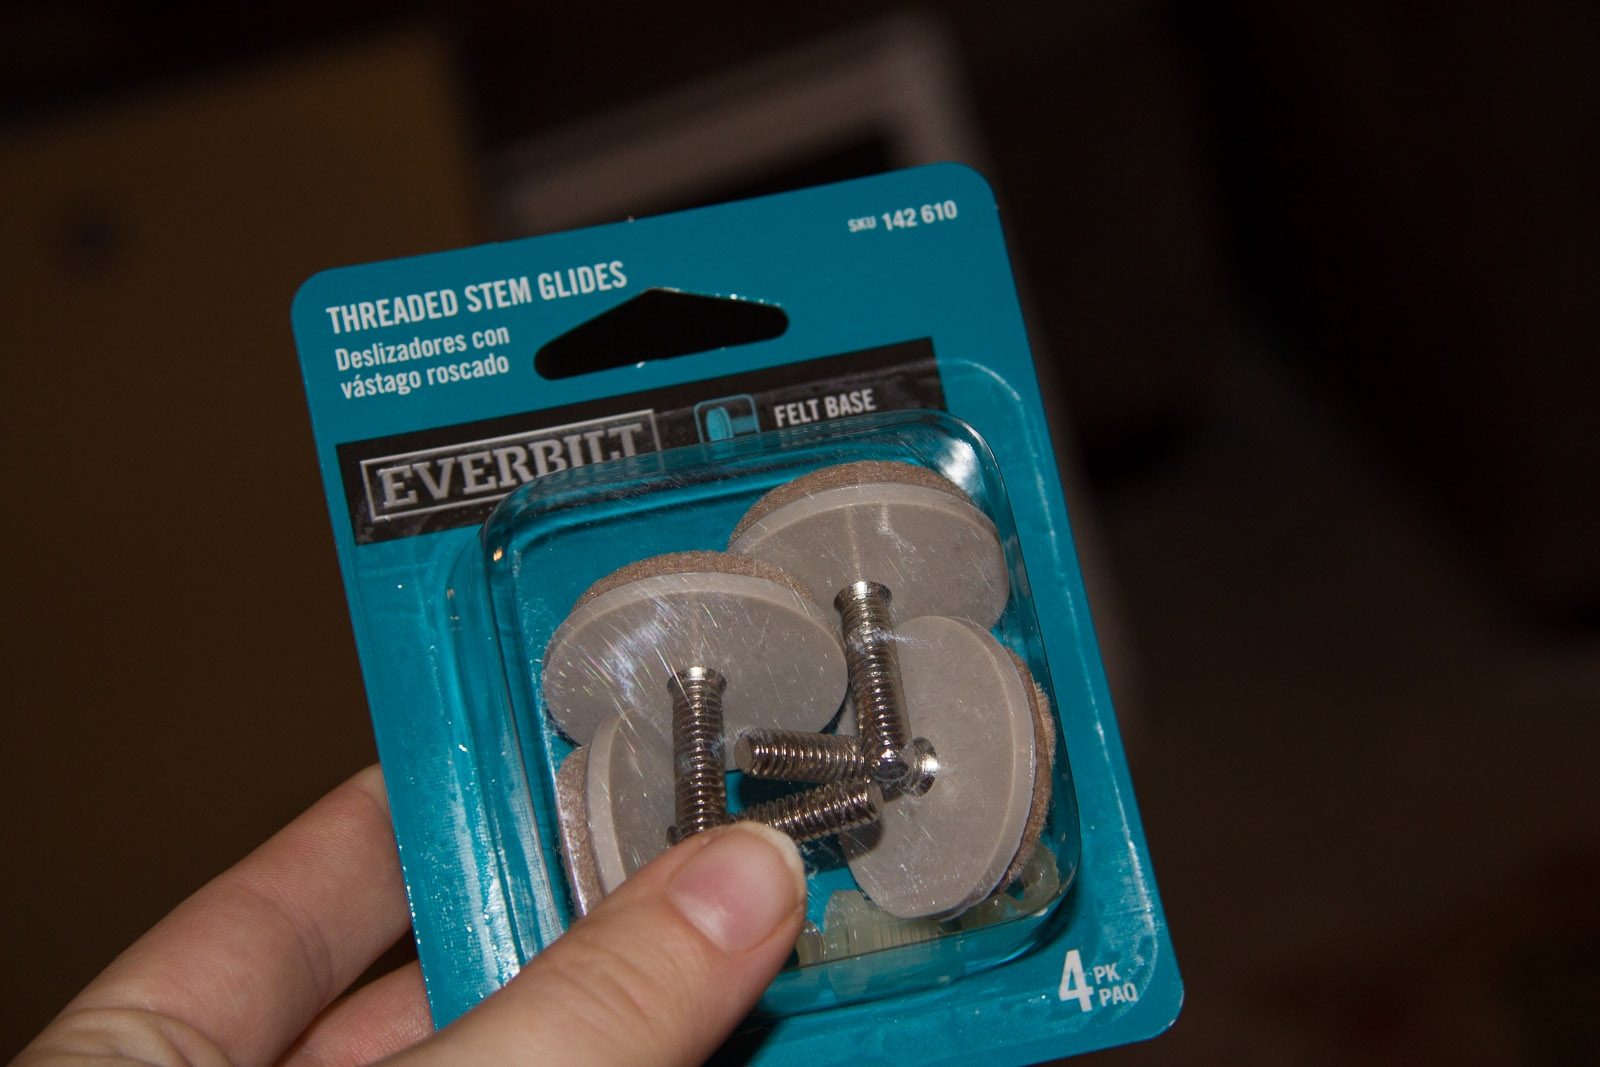 SKU 142 610
THREADED STEM GLIDES
Deslizadores con
vástago roscado
EVERBILT
FELT BASE
4 PK
PAQ